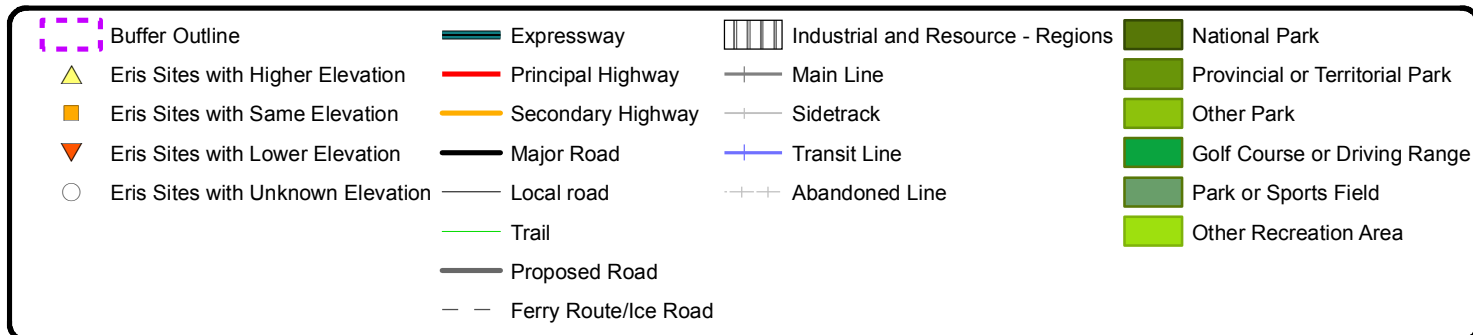 Buffer Outline
Eris Sites with Higher Elevation
Eris Sites with Same Elevation
Eris Sites with Lower Elevation
Eris Sites with Unknown Elevation
Expressway
Principal Highway
Secondary Highway
Major Road
Local road
Trail
Proposed Road
Ferry Route/Ice Road
Industrial and Resource - Regions
Main Line
Sidetrack
Transit Line
Abandoned Line
National Park
Provincial or Territorial Park
Other Park
Golf Course or Driving Range
Park or Sports Field
Other Recreation Area